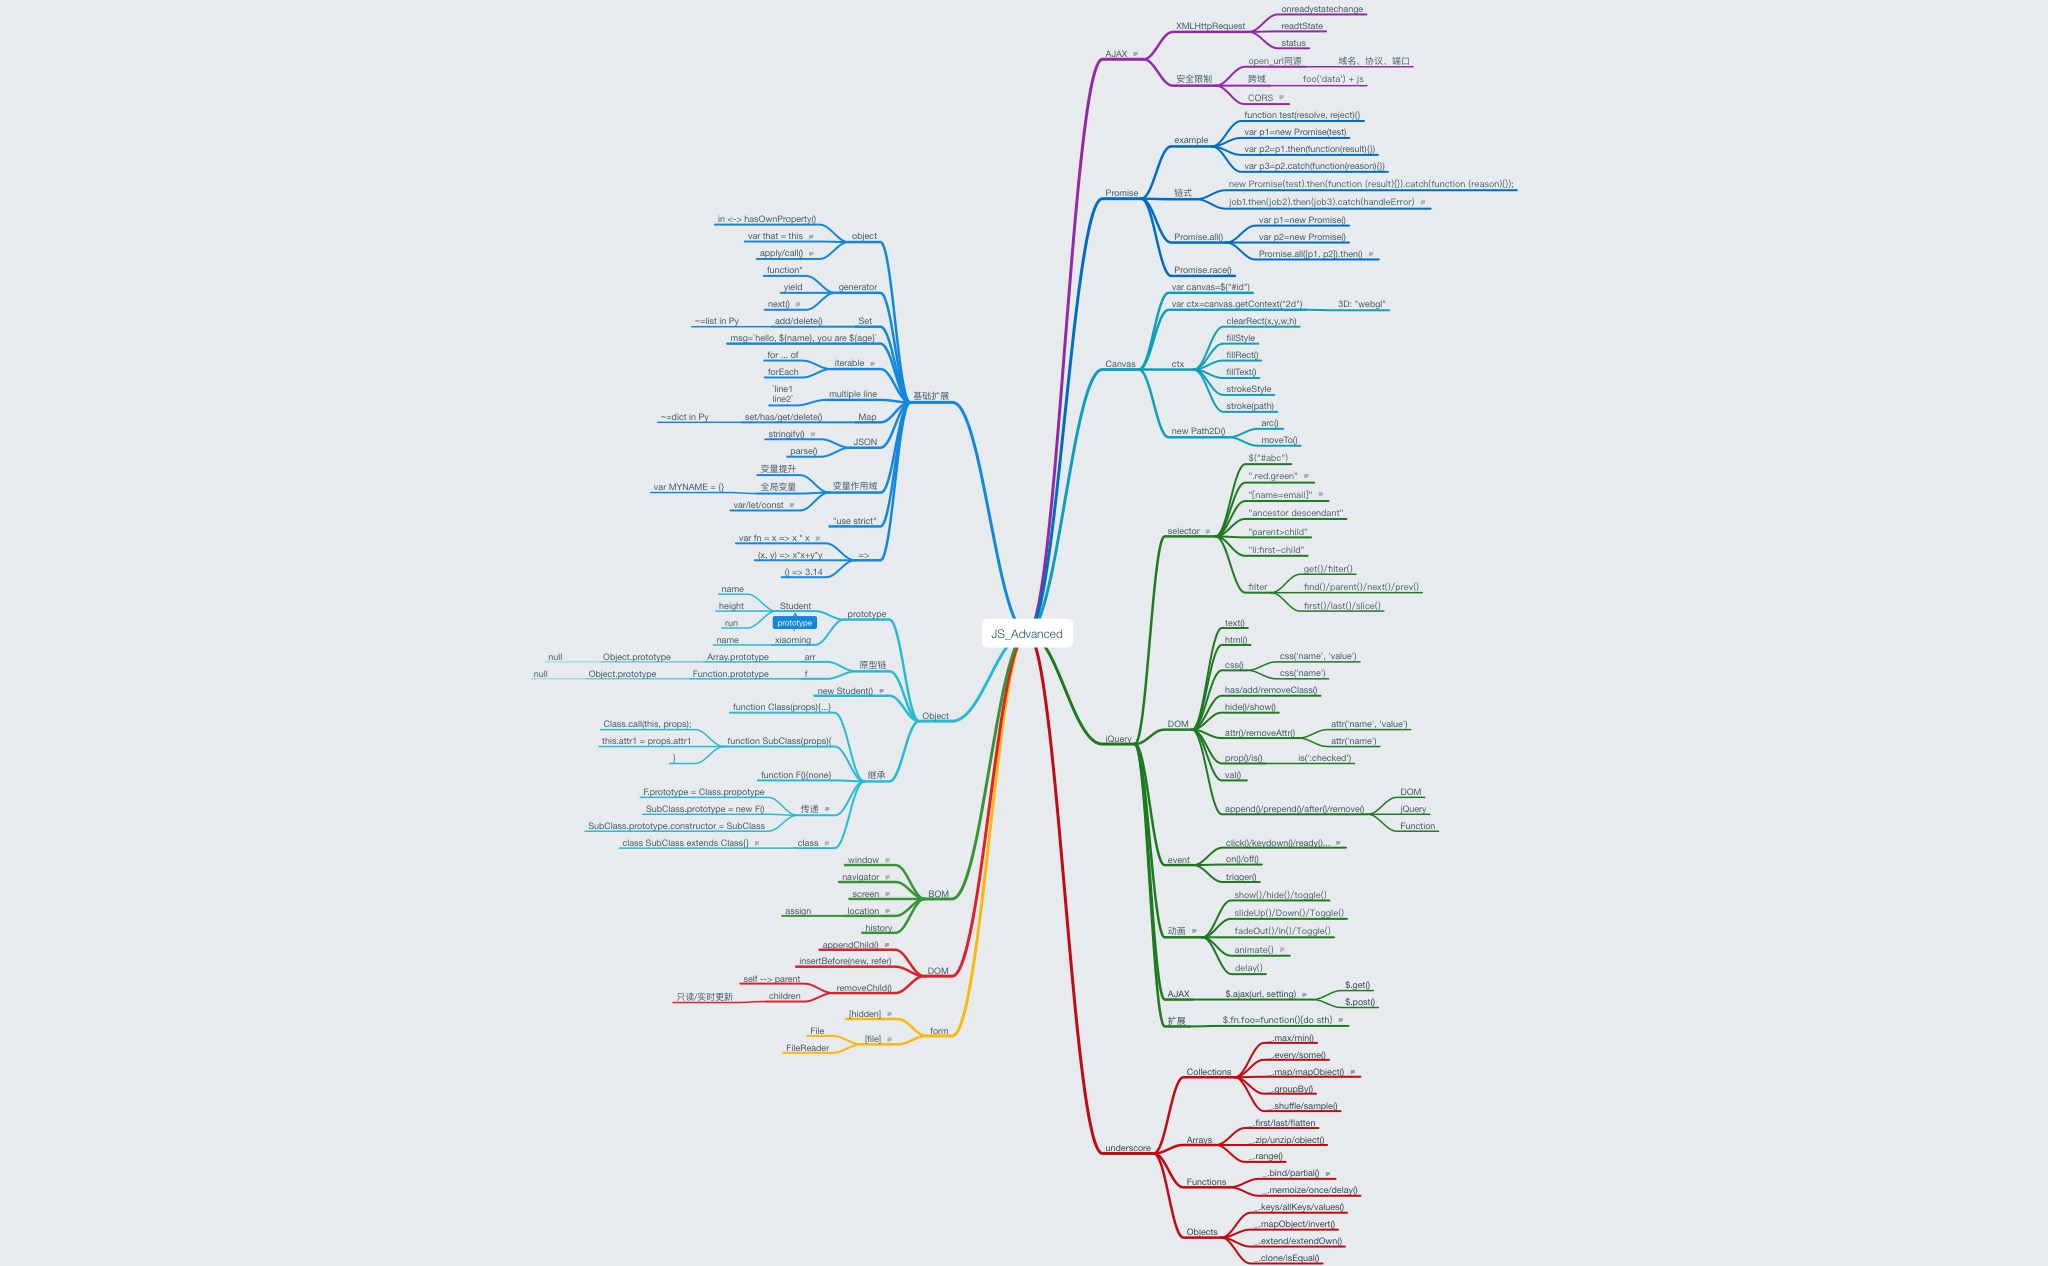 JS_Advanced
AJAX
XMLHttpRequest
onreadystatechange
readtState
status
安全限制
open_url同源
域名、协议、端口
跨域
foo('data') + js
CORS
Promise
example
function test(resolve, reject){}
var p1=new Promise(test)
var p2=p1.then(function(result){})
var p3=p2.catch(function(reason){})
链式
new Promise(test).then(function (result){}).catch(function (reason){});
job1.then(job2).then(job3).catch(handleError)
Promise.all()
var p1=new Promise()
var p2=new Promise()
Promise.all([p1, p2]).then()
Promise.race()
Canvas
var canvas=$("#id")
var ctx=canvas.getContext("2d")
3D: "webgl"
ctx
clearRect(x,y,w,h)
fillStyle
fillRect()
fillText()
strokeStyle
stroke(path)
new Path2D()
arc()
moveTo()
jQuery
selector
$("#abc")
".red.green"
"[name=email]"
"ancestor descendant"
"parent>child"
"li:first-child"
filter
get()/filter()
find()/parent()/next()/prev()
first()/last()/slice()
DOM
text()
html()
css()
css('name', 'value')
css('name')
has/add/removeClass()
hide()/show()
attr()/removeAttr()
attr('name', 'value')
attr('name')
prop()/is()
is(':checked')
val()
append()/prepend()/after()/remove()
DOM
jQuery
Function
event
click()/keydown()/ready()...
on()/off()
trigger()
动画
show()/hide()/toggle()
slideUp()/Down()/Toggle()
fadeOut()/In()/Toggle()
animate()
delay()
AJAX
$.ajax(url, setting)
$.get()
$.post()
扩展
$.fn.foo=function(){do sth}
underscore
Collections
_.max/min()
_.every/some()
_.map/mapObject()
_.groupBy()
_.shuffle/sample()
Arrays
_.first/last/flatten
_.zip/unzip/object()
_.range()
Functions
_.bind/partial()
_.memoize/once/delay()
Objects
_.keys/allKeys/values()
_.mapObject/invert()
_.extend/extendOwn()
_.clone/isEqual()
基础扩展
object
in <-> hasOwnProperty()
var that = this
apply/call()
generator
function*
yield
next()
Set
add/delete()
~=list in Py
msg=`hello, ${name}, you are ${age}`
iterable
for ... of
forEach
multiple line
`line1
line2`
Map
set/has/get/delete()
~=dict in Py
JSON
stringify()
parse()
变量作用域
变量提升
全局变量
var MYNAME = {}
var/let/const
"use strict"
=>
var fn = x => x * x
(x, y) => x*x+y*y
() => 3.14
Object
prototype
Student
name
height
run
prototype
xiaoming
name
原型链
arr
Array.prototype
Object.prototype
null
f
Function.prototype
Object.prototype
null
new Student()
继承
function Class(props){...}
function SubClass(props){
Class.call(this, props);
this.attr1 = props.attr1
}
function F(){none}
传递
F.prototype = Class.propotype
SubClass.prototype = new F()
SubClass.prototype.constructor = SubClass
class
class SubClass extends Class{}
BOM
window
navigator
screen
location
assign
history
DOM
appendChild()
insertBefore(new, refer)
removeChild()
self --> parent
children
只读/实时更新
form
[hidden]
[file]
File
FileReader